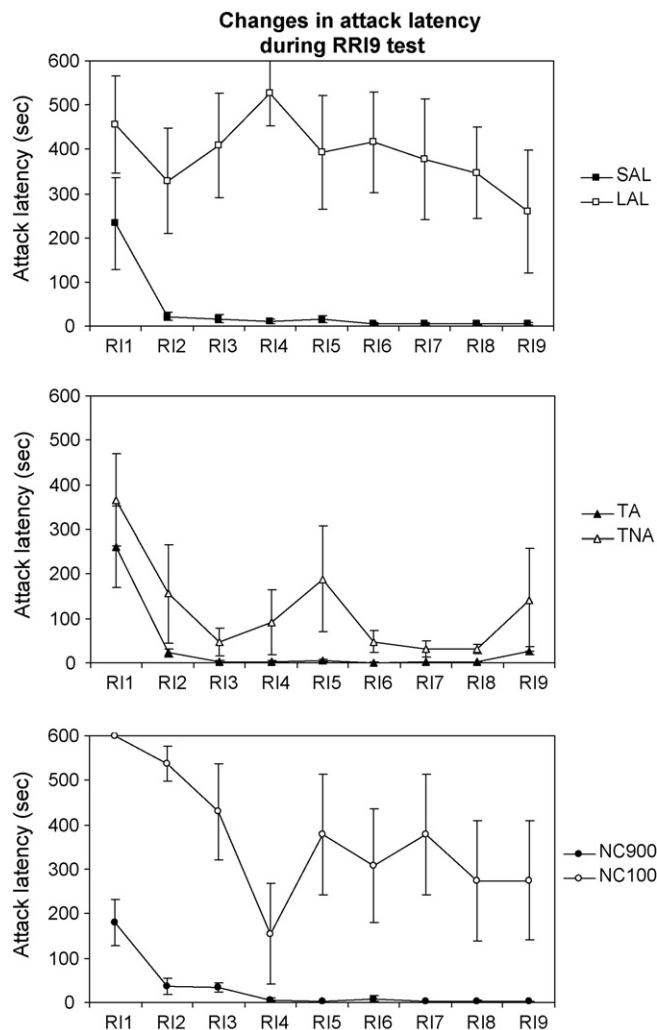 Changes in attack latency
during RRI9 test
Attack latency (sec)
600
500
400
300
200
100
0
RI1 RI2 RI3 RI4 RI5 RI6 RI7 RI8 RI9
SAL
LAL
Attack latency (sec)
600
500
400
300
200
100
0
RI1 RI2 RI3 RI4 RI5 RI6 RI7 RI8 RI9
TA
TNA
Attack latency (sec)
600
500
400
300
200
100
0
RI1 RI2 RI3 RI4 RI5 RI6 RI7 RI8 RI9
NC900
NC100